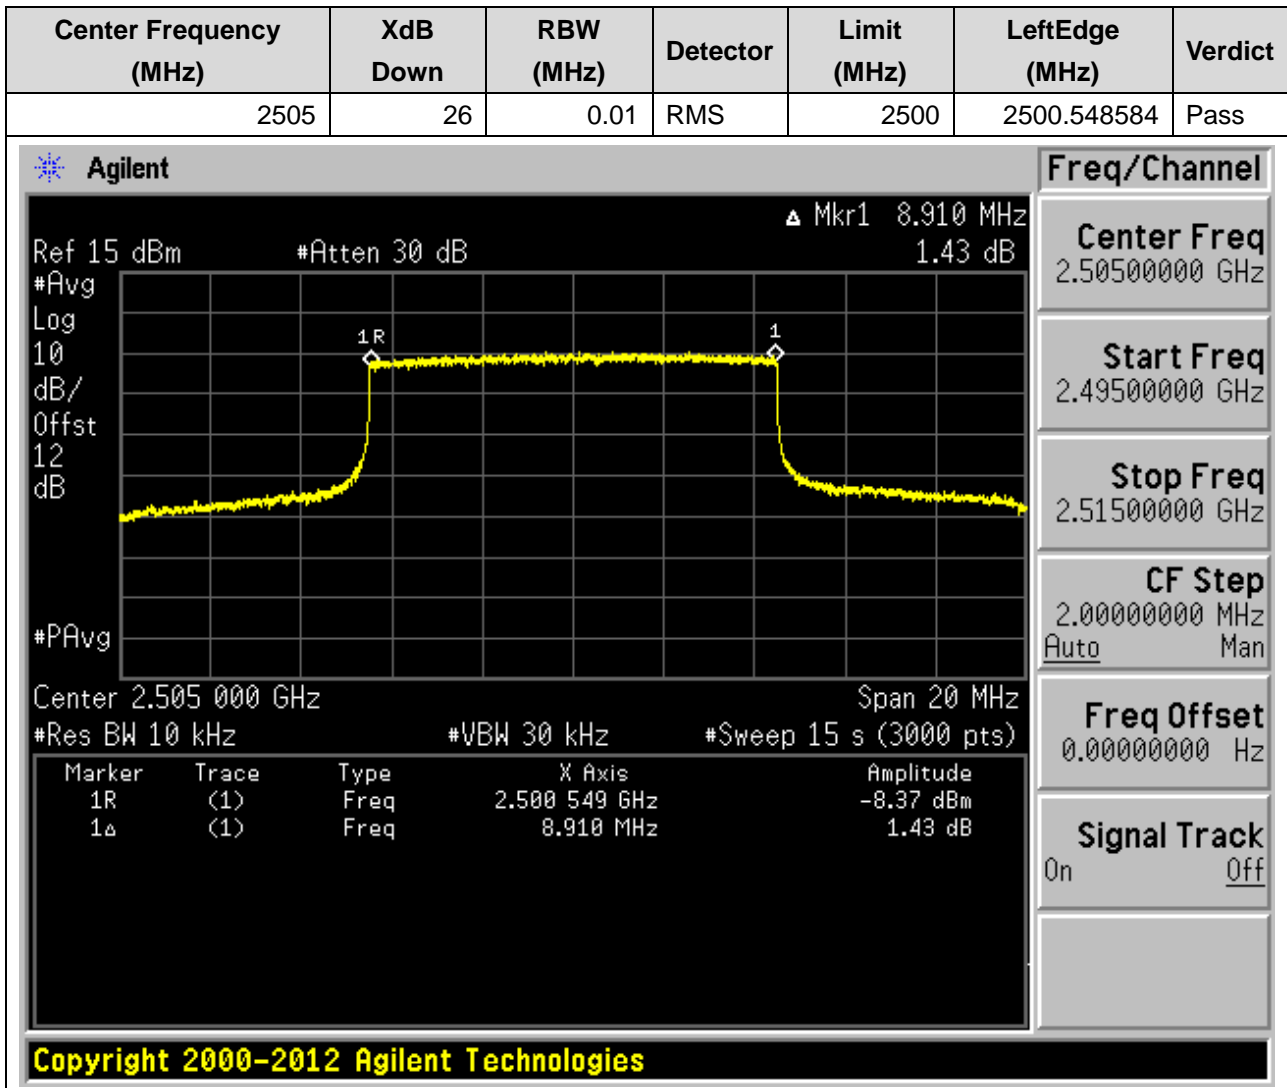 Center Frequency (MHz) XdB Down RBW (MHz) Detector Limit (MHz) LeftEdge (MHz) Verdict
2505 26 0.01 RMS 2500 2500.548584 Pass
Agilent
Freq/Channel
Δ Mkr1 8.910 MHz
Ref 15 dBm #Atten 30 dB 1.43 dB
#Avg
Log
10
dB/
Offst
12
dB
#PAvg
1R
1
Center 2.505 000 GHz Span 20 MHz
#Res BW 10 kHz #VBW 30 kHz #Sweep 15 s (3000 pts)
Marker Trace Type X Axis Amplitude
1R (1) Freq 2.500 549 GHz -8.37 dBm
1Δ (1) Freq 8.910 MHz 1.43 dB
Center Freq
2.50500000 GHz
Start Freq
2.49500000 GHz
Stop Freq
2.51500000 GHz
CF Step
2.00000000 MHz
Auto Man
Freq Offset
0.00000000 Hz
Signal Track
On Off
Copyright 2000-2012 Agilent Technologies